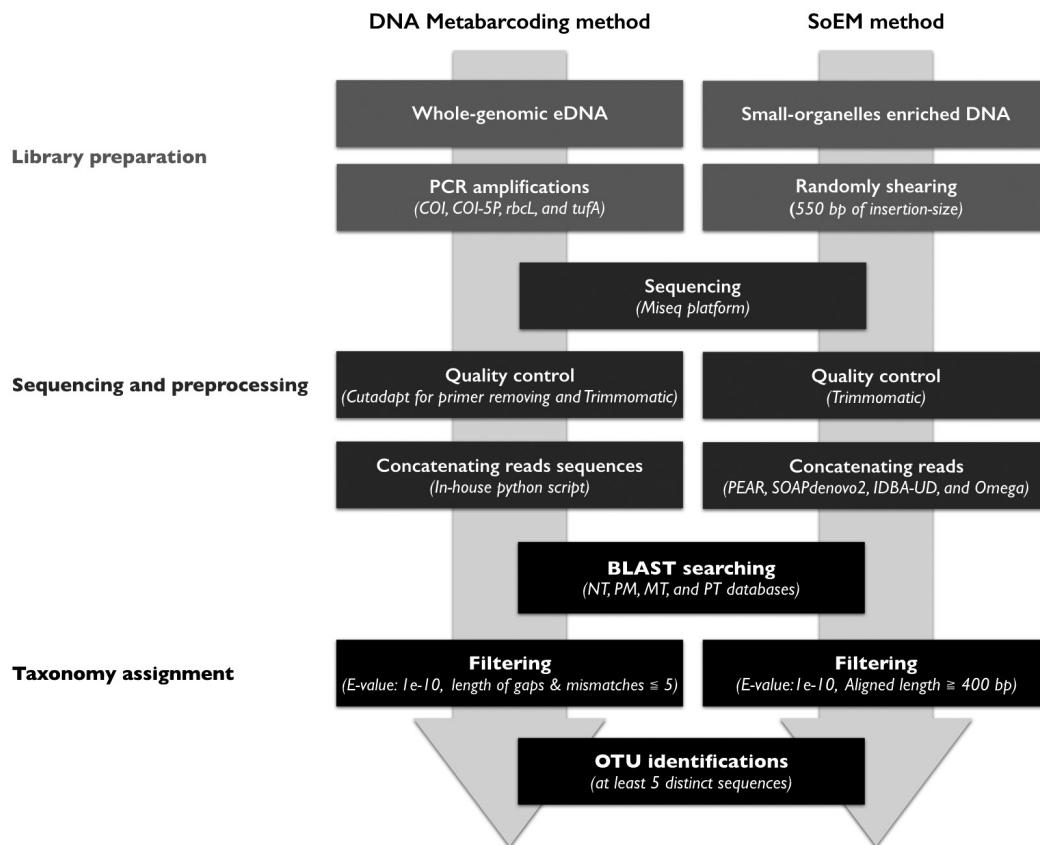 DNA Metabarcoding method
SoEM method
Whole-genomic eDNA
Small-organelles enriched DNA
Library preparation
PCR amplifications
(COI, COI-5P, rbcL, and tufA)
Randomly shearing
(550 bp of insertion-size)
Sequencing
(Miseq platform)
Sequencing and preprocessing
Quality control
(Cutadapt for primer removing and Trimmomatic)
Quality control
(Trimmomatic)
Concatenating reads sequences
(In-house python script)
Concatenating reads
(PEAR, SOAPdenovo2, IDBA-UD, and Omega)
BLAST searching
(NT, PM, MT, and PT databases)
Taxonomy assignment
Filtering
(E-value: 1e-10, length of gaps & mismatches ≦ 5)
Filtering
(E-value:1e-10, Aligned length ≧ 400 bp)
OTU identifications
(at least 5 distinct sequences)